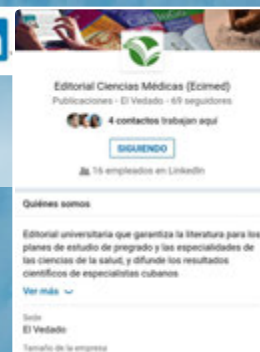 Editorial Ciencias Médicas (Ecimed)
Publicaciones - El Vedado - 69 seguidores
4 contactos trabajan aquí
SIGUIENDO
16 empleados en LinkedIn
Quiénes somos
Editorial universitaria que garantiza la literatura para los
planes de estudio de pregrado y las especialidades de
las ciencias de la salud, y difunde los resultados
científicos de especialistas cubanos
Ver más
Sede
El Vedado
Tamaño de la empresa